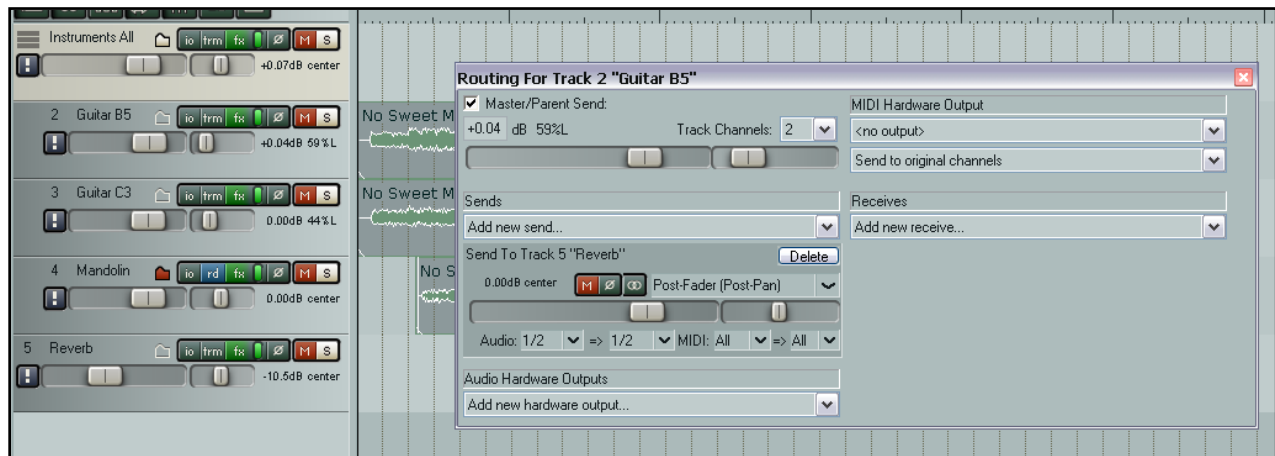 Instruments All io trm fx Ø M S
+0.07dB center
2 Guitar B5 io trm fx Ø M S
+0.04dB 59%L
3 Guitar C3 io trm fx Ø M S
0.00dB 44%L
4 Mandolin io rd fx Ø M S
0.00dB center
5 Reverb io trm fx Ø M S
-10.5dB center
No Sweet M
No Sweet M
No S
Routing For Track 2 "Guitar B5"
Master/Parent Send:
+0.04 dB 59%L Track Channels: 2
Sends
Add new send...
Send To Track 5 "Reverb" Delete
0.00dB center M Ø Post-Fader (Post-Pan)
Audio: 1/2 => 1/2 MIDI: All => All
Audio Hardware Outputs
Add new hardware output...
MIDI Hardware Output
<no output>
Send to original channels
Receives
Add new receive...